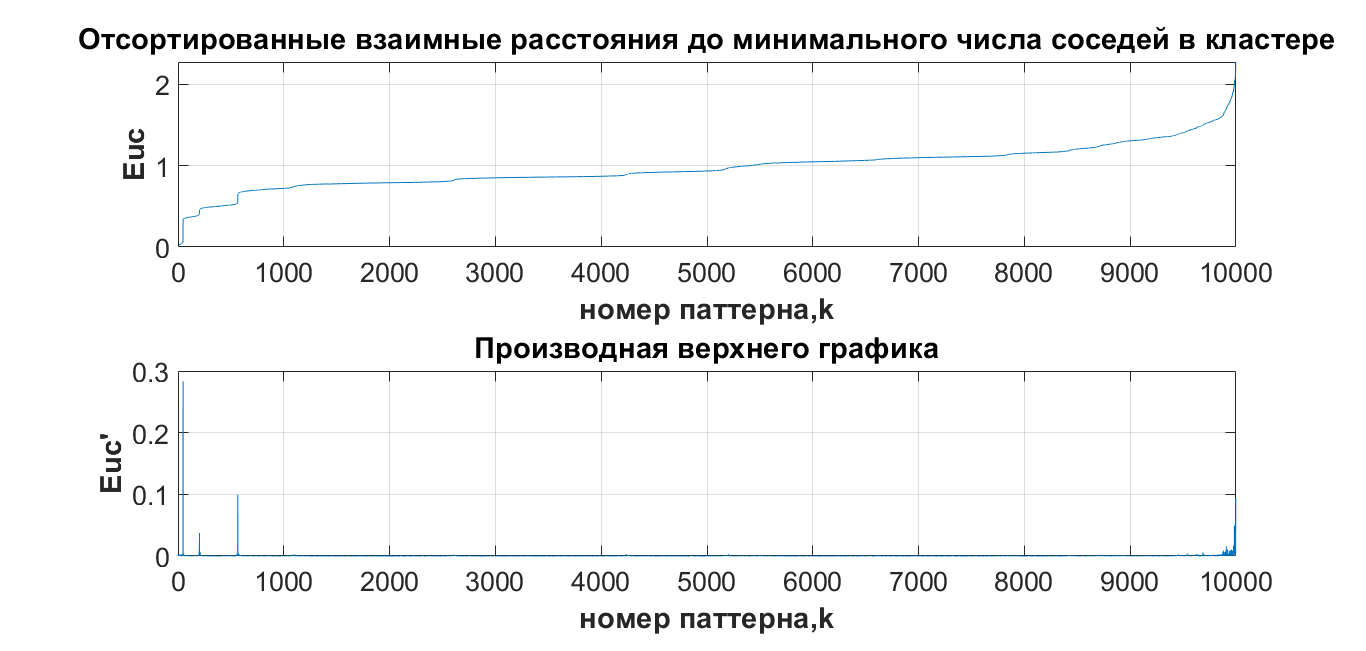 Отсортированные взаимные расстояния до минимального числа соседей в кластере
2
1
0
Euc
0 1000 2000 3000 4000 5000 6000 7000 8000 9000 10000
номер паттерна,k
Производная верхнего графика
0.3
0.2
0.1
0
Euc'
0 1000 2000 3000 4000 5000 6000 7000 8000 9000 10000
номер паттерна,k